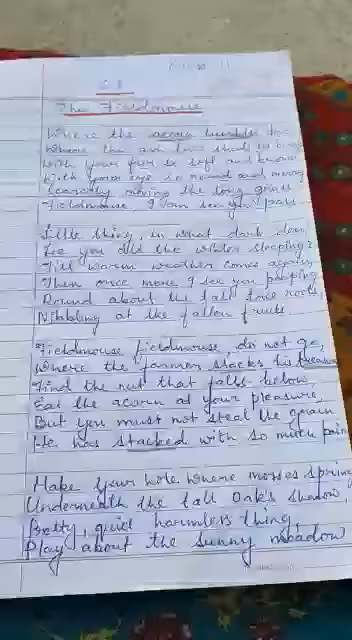 The Fieldmouse
Where the acorn tumbles
Where the ash
With your fur so soft and brown
With your eye so round and merry
Scarcely moving the long grass
Fieldmouse I can see you pass.
Little thing, in what dark den,
Lie you all the winter sleeping?
Till warm weather comes again,
Then once more I see you peeping
Round about the tall tree roots,
Nibbling at the fallen fruits.
Fieldmouse, fieldmouse, do not go,
Where the farmer stacks his treasure
Find the nut that falls below
Eat the acorn at your pleasure,
But you must not steal the grain
He has stacked with so much pain
Make your hole where mosses spring,
Underneath the tall Oak's shadow,
Pretty, quiet harmless thing,
Play about the sunny meadow